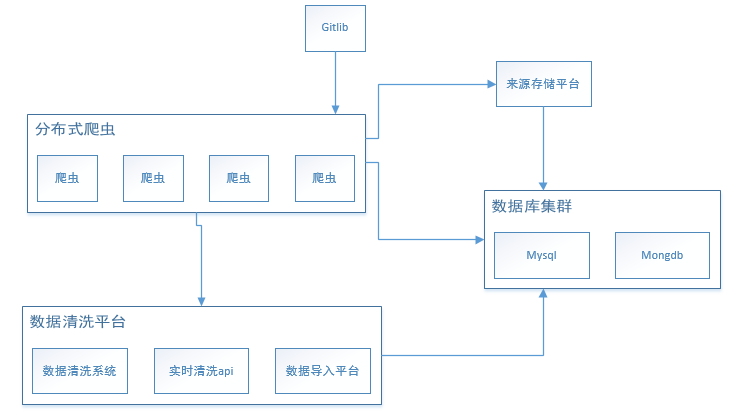 Gitlib
来源存储平台
分布式爬虫
爬虫
爬虫
爬虫
爬虫
数据库集群
Mysql
Mongdb
数据清洗平台
数据清洗系统
实时清洗api
数据导入平台